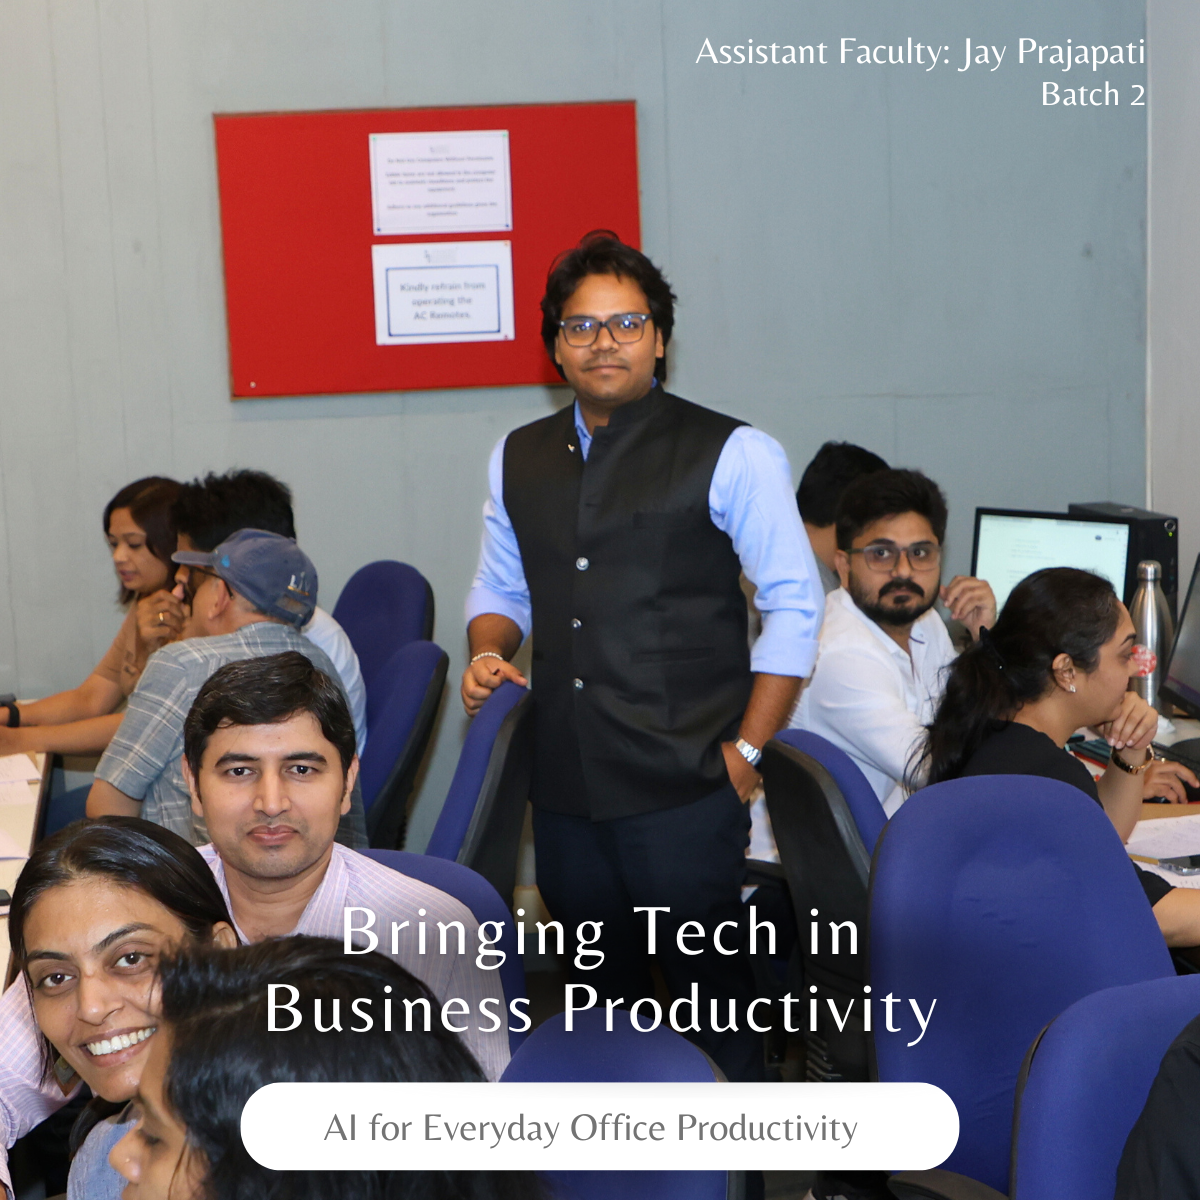 Assistant Faculty: Jay Prajapati
Batch 2
Kindly refrain from
operating the
AC Remotes.
Bringing Tech in
Business Productivity
AI for Everyday Office Productivity